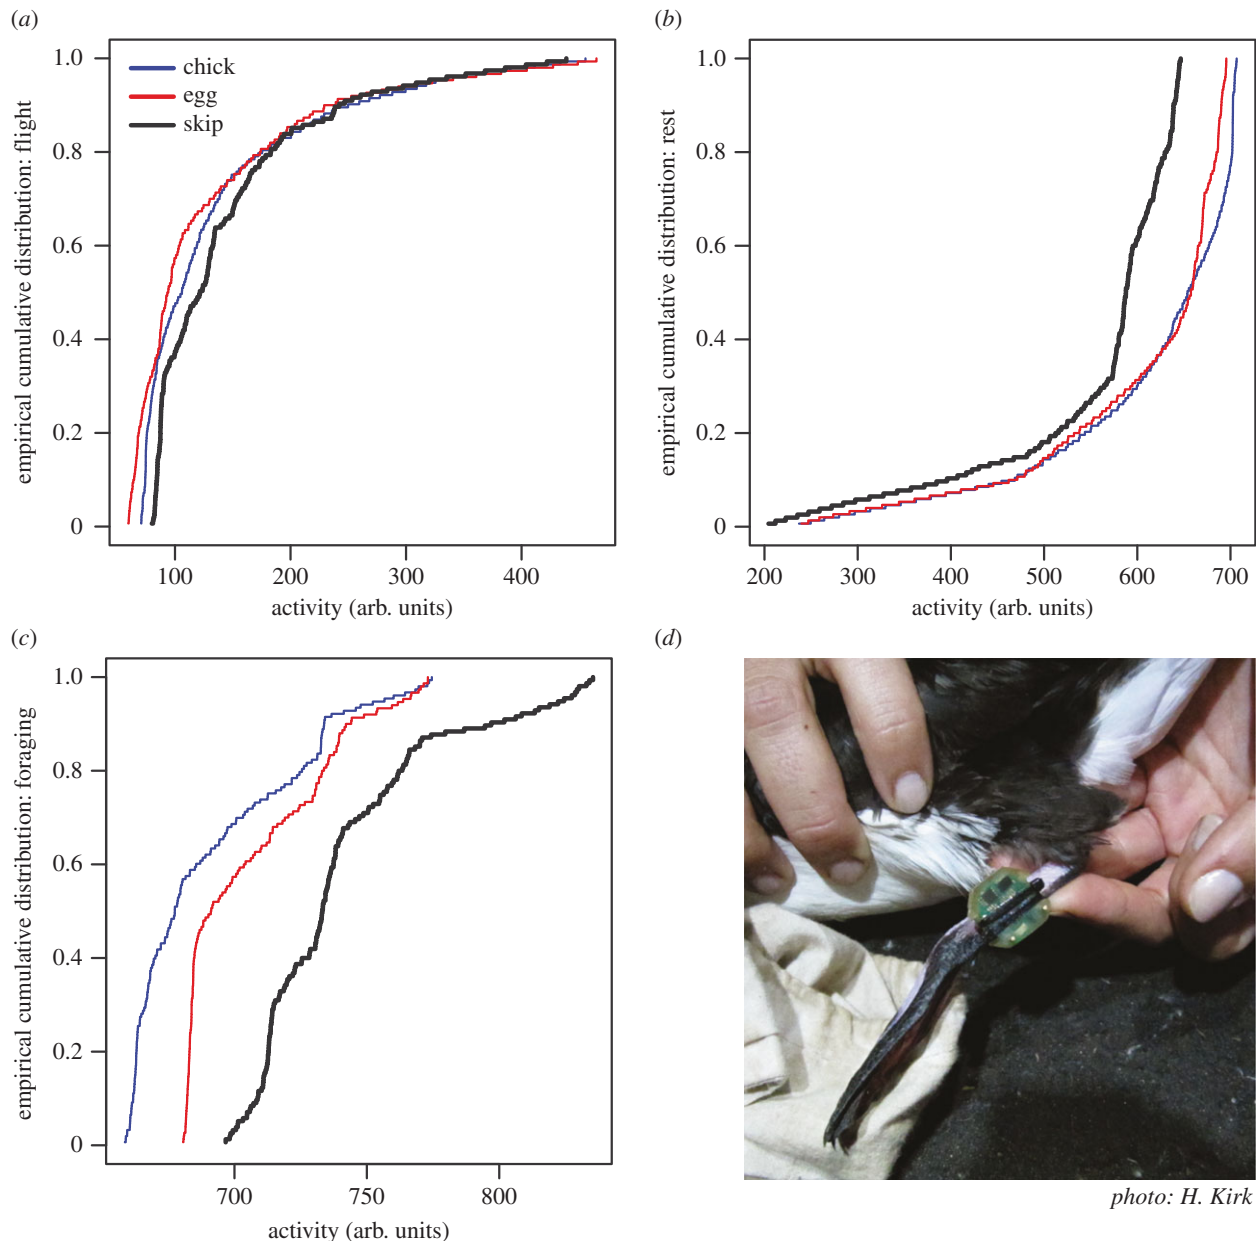 (a)
empirical cumulative distribution: flight
1.0
0.8
0.6
0.4
0.2
0
chick
egg
skip
100 200 300 400
activity (arb. units)
(b)
empirical cumulative distribution: rest
1.0
0.8
0.6
0.4
0.2
0
200 300 400 500 600 700
activity (arb. units)
(c)
empirical cumulative distribution: foraging
1.0
0.8
0.6
0.4
0.2
0
700 750 800
activity (arb. units)
(d)
photo: H. Kirk